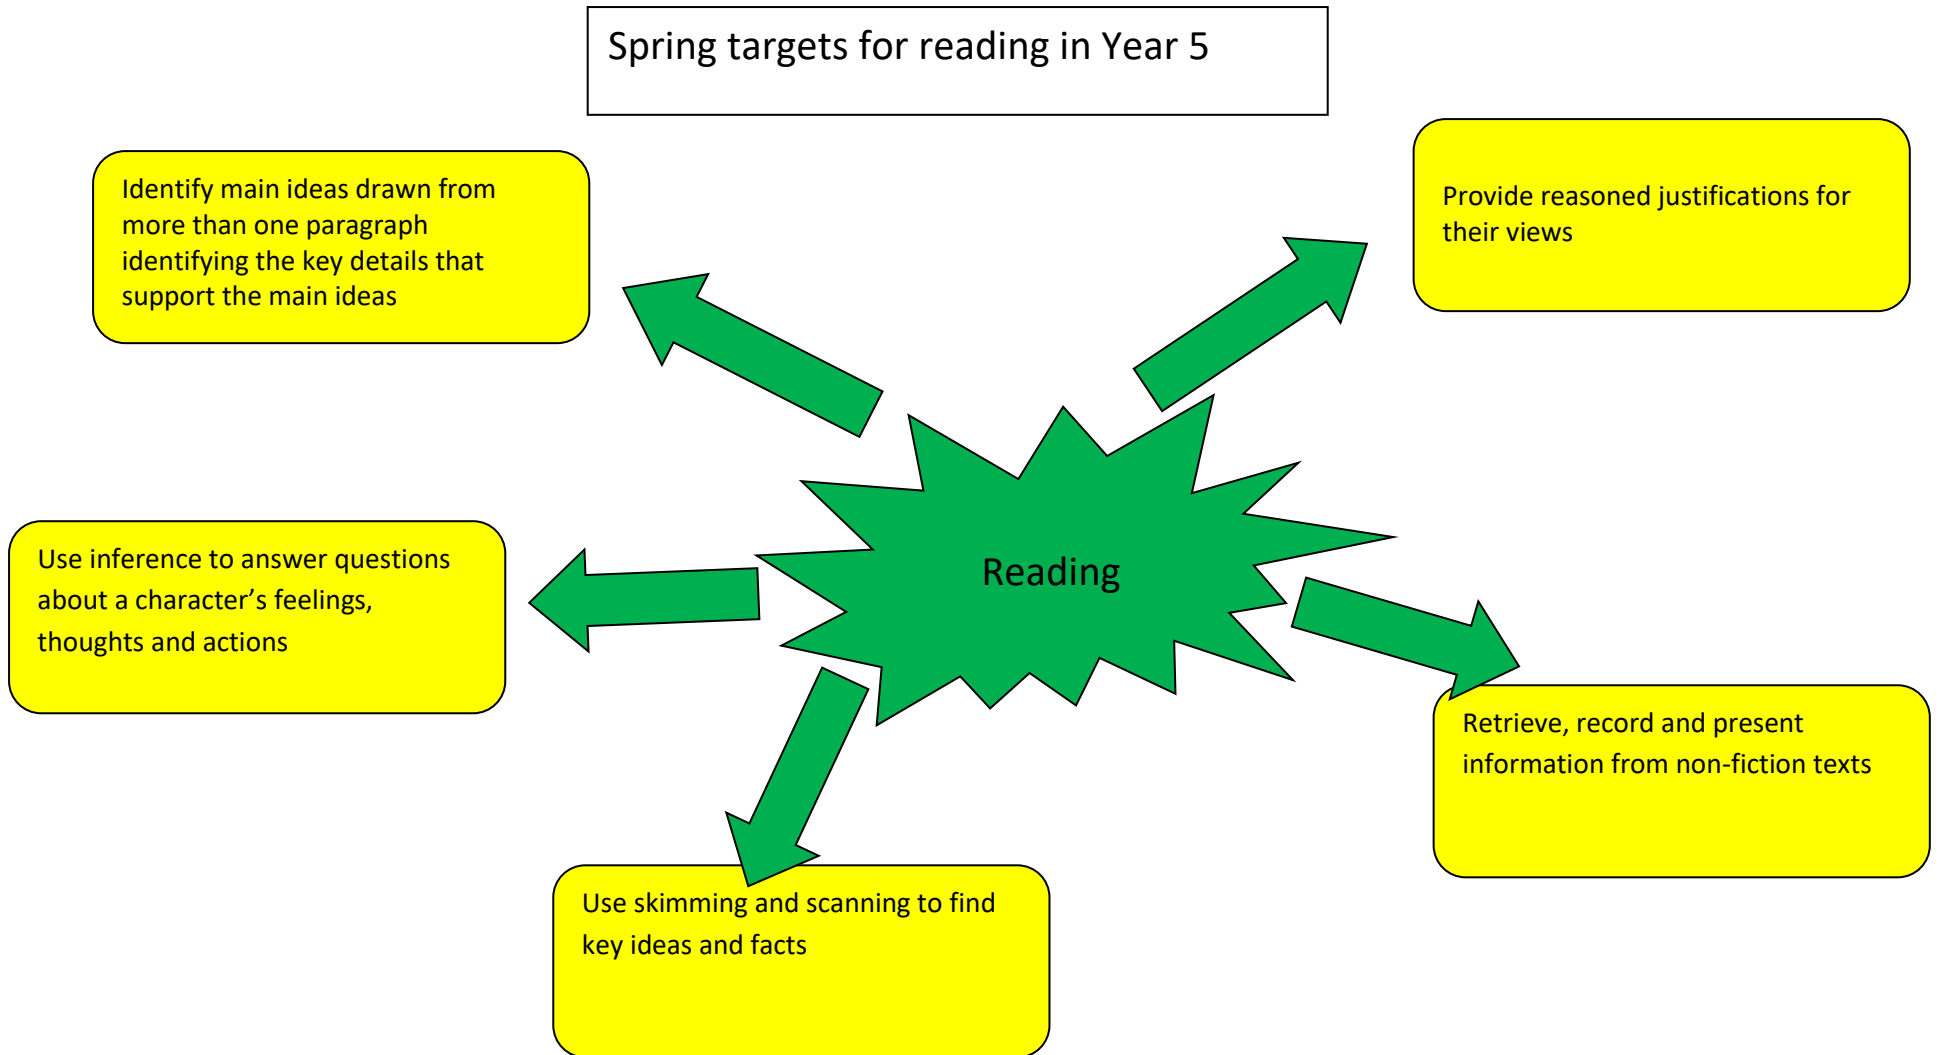 Spring targets for reading in Year 5
Identify main ideas drawn from
more than one paragraph
identifying the key details that
support the main ideas
Provide reasoned justifications for
their views
Use inference to answer questions
about a character’s feelings,
thoughts and actions
Reading
Retrieve, record and present
information from non-fiction texts
Use skimming and scanning to find
key ideas and facts